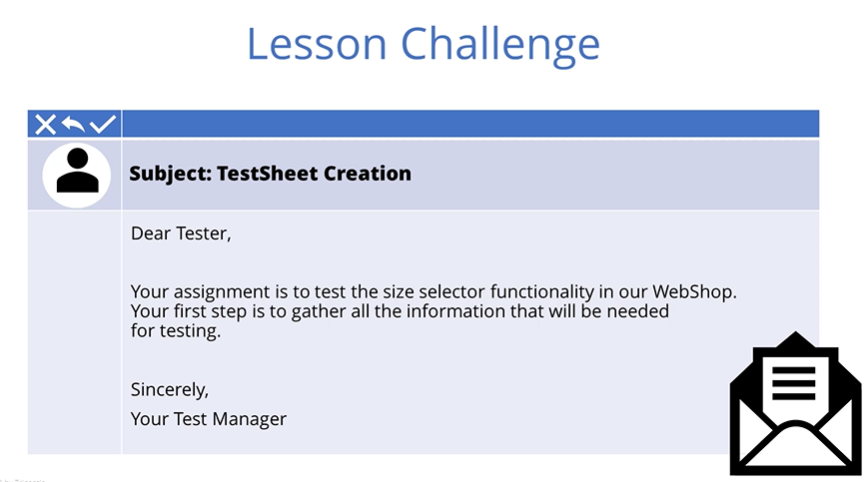 Lesson Challenge
Subject: TestSheet Creation
Dear Tester,
Your assignment is to test the size selector functionality in our WebShop.
Your first step is to gather all the information that will be needed
for testing.
Sincerely,
Your Test Manager